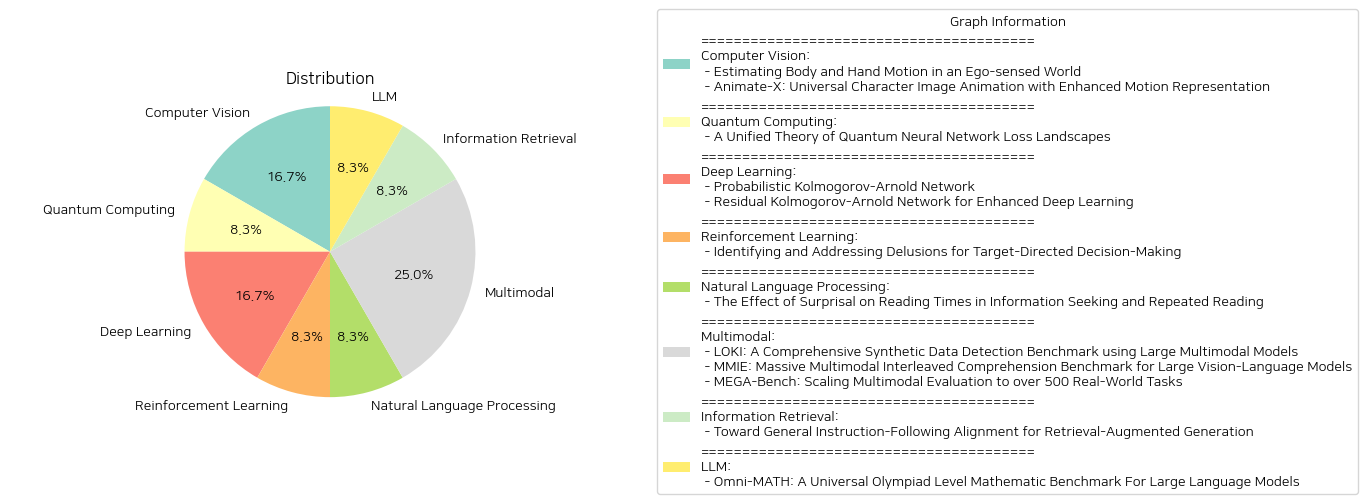 Distribution
LLM
Computer Vision
Information Retrieval
8.3%
16.7%
8.3%
Quantum Computing
8.3%
25.0%
Multimodal
16.7%
Deep Learning
8.3%
8.3%
Reinforcement Learning
Natural Language Processing
Graph Information
========================================
Computer Vision:
- Estimating Body and Hand Motion in an Ego-sensed World
- Animate-X: Universal Character Image Animation with Enhanced Motion Representation
========================================
Quantum Computing:
- A Unified Theory of Quantum Neural Network Loss Landscapes
========================================
Deep Learning:
- Probabilistic Kolmogorov-Arnold Network
- Residual Kolmogorov-Arnold Network for Enhanced Deep Learning
========================================
Reinforcement Learning:
- Identifying and Addressing Delusions for Target-Directed Decision-Making
========================================
Natural Language Processing:
- The Effect of Surprisal on Reading Times in Information Seeking and Repeated Reading
========================================
Multimodal:
- LOKI: A Comprehensive Synthetic Data Detection Benchmark using Large Multimodal Models
- MMIE: Massive Multimodal Interleaved Comprehension Benchmark for Large Vision-Language Models
- MEGA-Bench: Scaling Multimodal Evaluation to over 500 Real-World Tasks
========================================
Information Retrieval:
- Toward General Instruction-Following Alignment for Retrieval-Augmented Generation
========================================
LLM:
- Omni-MATH: A Universal Olympiad Level Mathematic Benchmark For Large Language Models